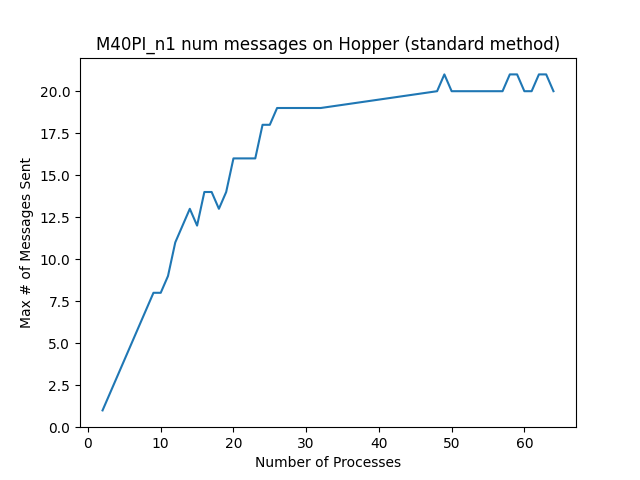 M40PI_n1 num messages on Hopper (standard method)
Max # of Messages Sent
20.0
17.5
15.0
12.5
10.0
7.5
5.0
2.5
0.0
0 10 20 30 40 50 60
Number of Processes